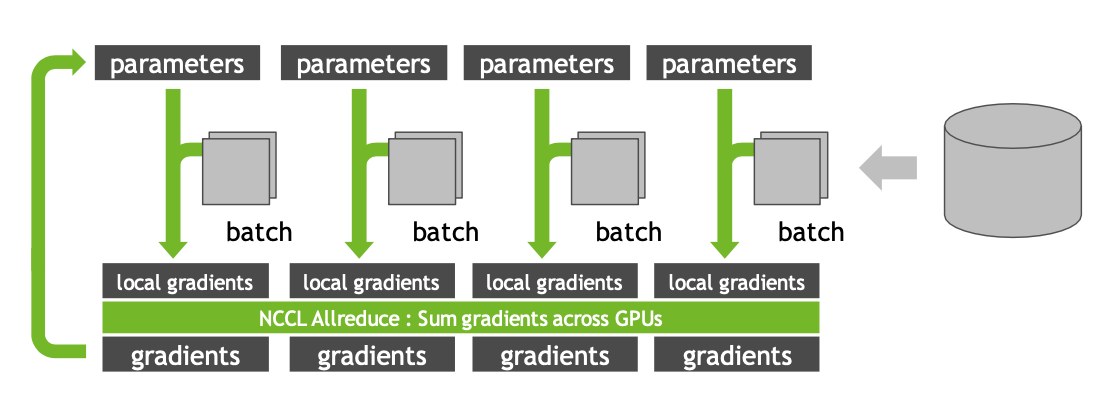 parameters parameters parameters parameters
batch batch batch batch
local gradients local gradients local gradients local gradients
NCCL Allreduce : Sum gradients across GPUs
gradients gradients gradients gradients